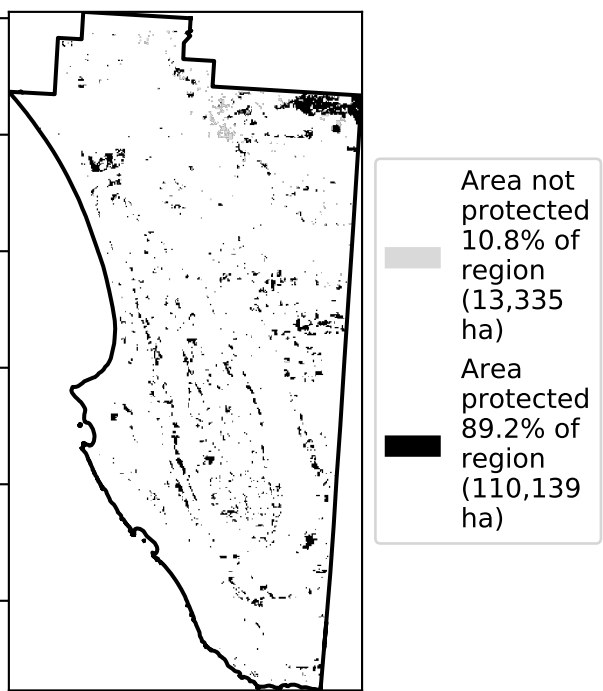 Area not
protected
10.8% of
region
(13,335
ha)
Area
protected
89.2% of
region
(110,139
ha)